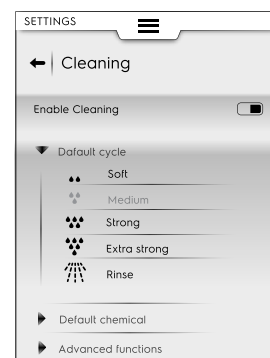 SETTINGS
Cleaning
Enable Cleaning
Dafault cycle
Soft
Medium
Strong
Extra strong
Rinse
Default chemical
Advanced functions